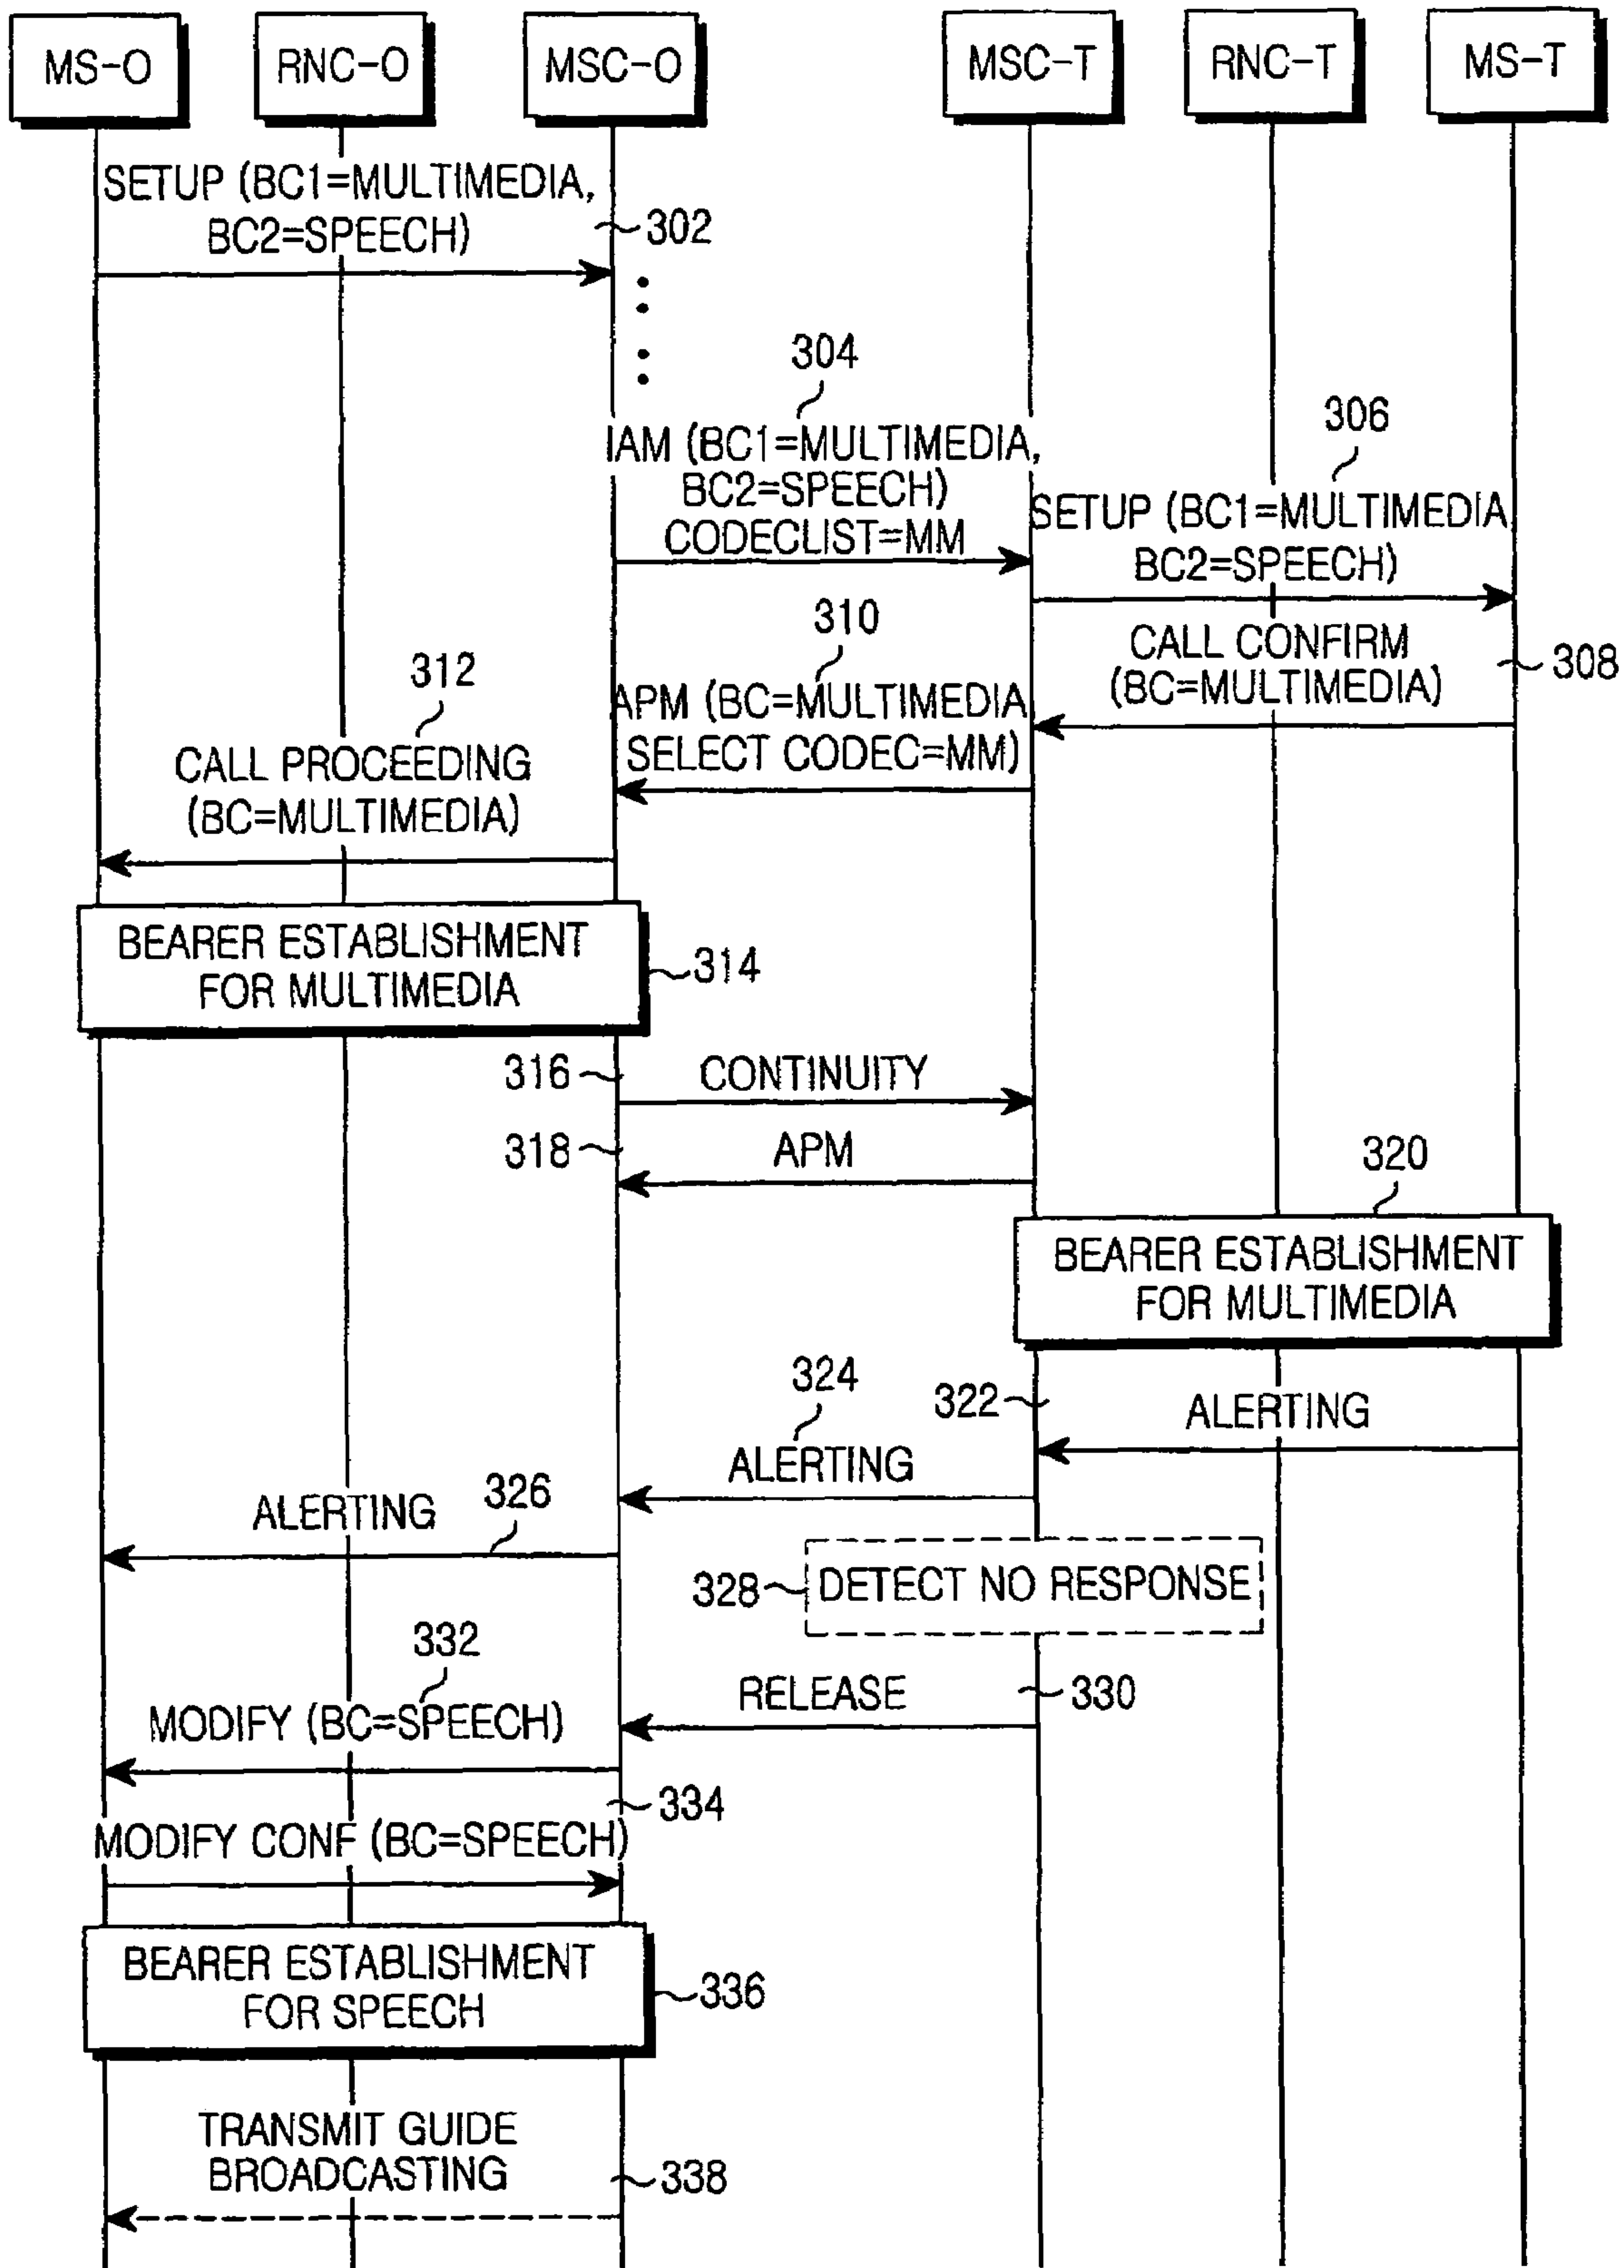 MS-O
RNC-O
MSC-O
MSC-T
RNC-T
MS-T
SETUP (BC1=MULTIMEDIA,
BC2=SPEECH)
302
304
IAM (BC1=MULTIMEDIA,
BC2=SPEECH)
CODECLIST=MM
306
SETUP (BC1=MULTIMEDIA
BC2=SPEECH)
CALL CONFIRM
(BC=MULTIMEDIA)
308
310
APM (BC=MULTIMEDIA
SELECT CODEC=MM)
312
CALL PROCEEDING
(BC=MULTIMEDIA)
BEARER ESTABLISHMENT
FOR MULTIMEDIA
314
316
CONTINUITY
318
APM
320
BEARER ESTABLISHMENT
FOR MULTIMEDIA
322
ALERTING
324
ALERTING
326
ALERTING
328
DETECT NO RESPONSE
330
RELEASE
332
MODIFY (BC=SPEECH)
334
MODIFY CONF (BC=SPEECH)
BEARER ESTABLISHMENT
FOR SPEECH
336
TRANSMIT GUIDE
BROADCASTING
338